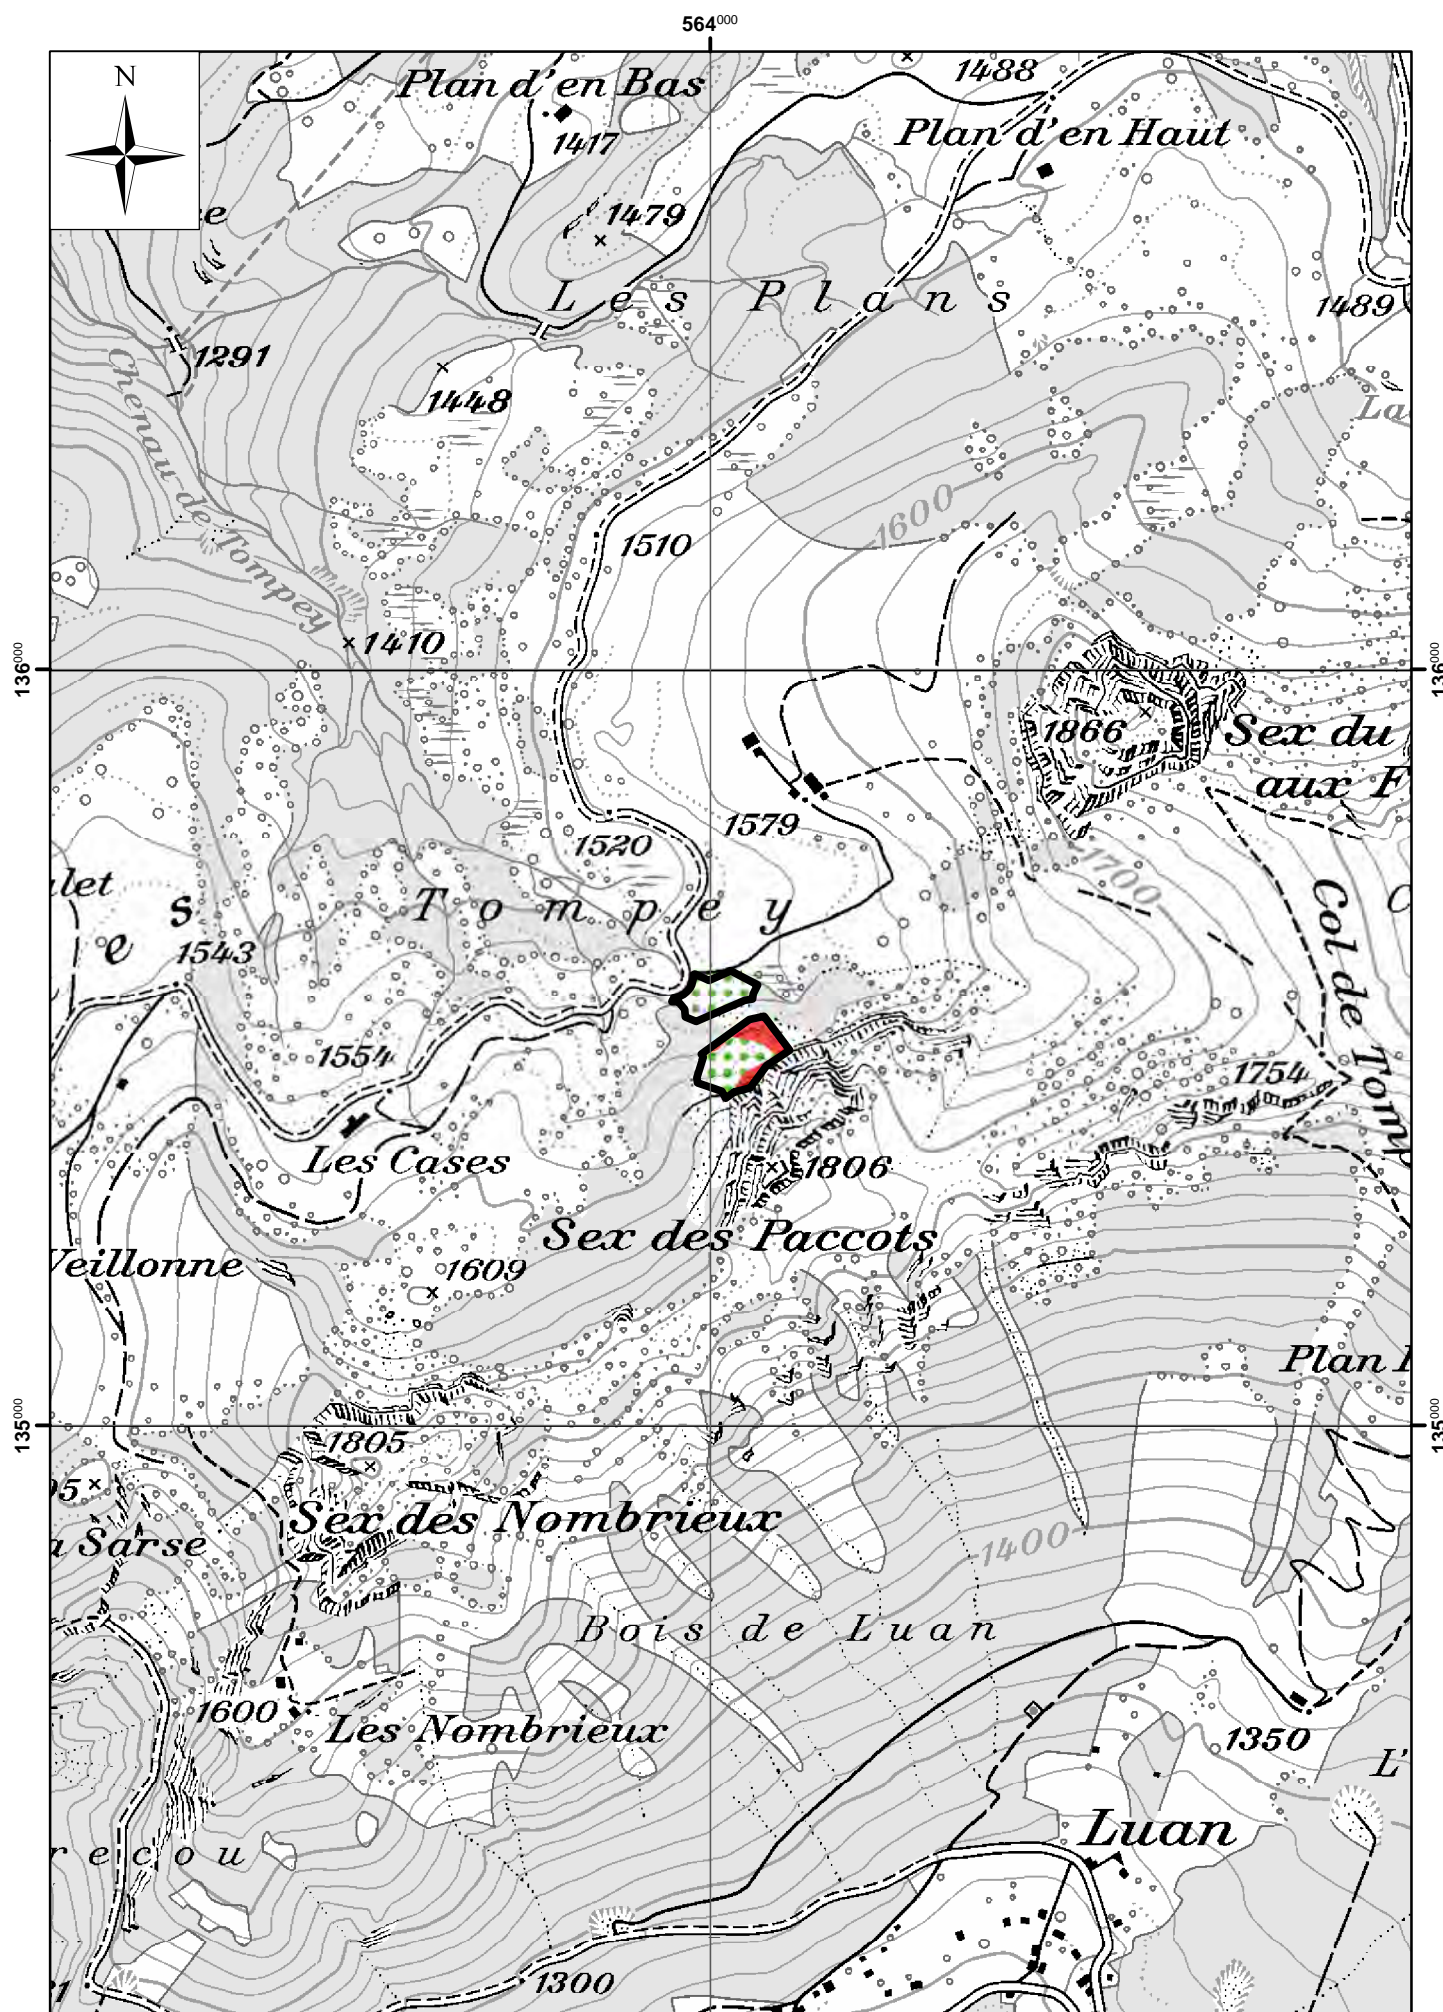 564000
N
Plan d'en Bas
1488
1417
Plan d'en Haut
1479
Les Plans
1489
1291
Chenau de Tompey
1448
La
1600
1510
1410
136000
136000
1866
Sex du
aux F
1579
1520
1700
let
Tompey
es
1543
Col de Tomp
1554
1754
Les Cases
1806
Sex des Paccots
Veillonne
1609
Plan
135000
1805
Sex des Nombrieux
a Sarse
1400
Bois de Luan
1600
Les Nombrieux
1350
L'
Luan
recou
1300